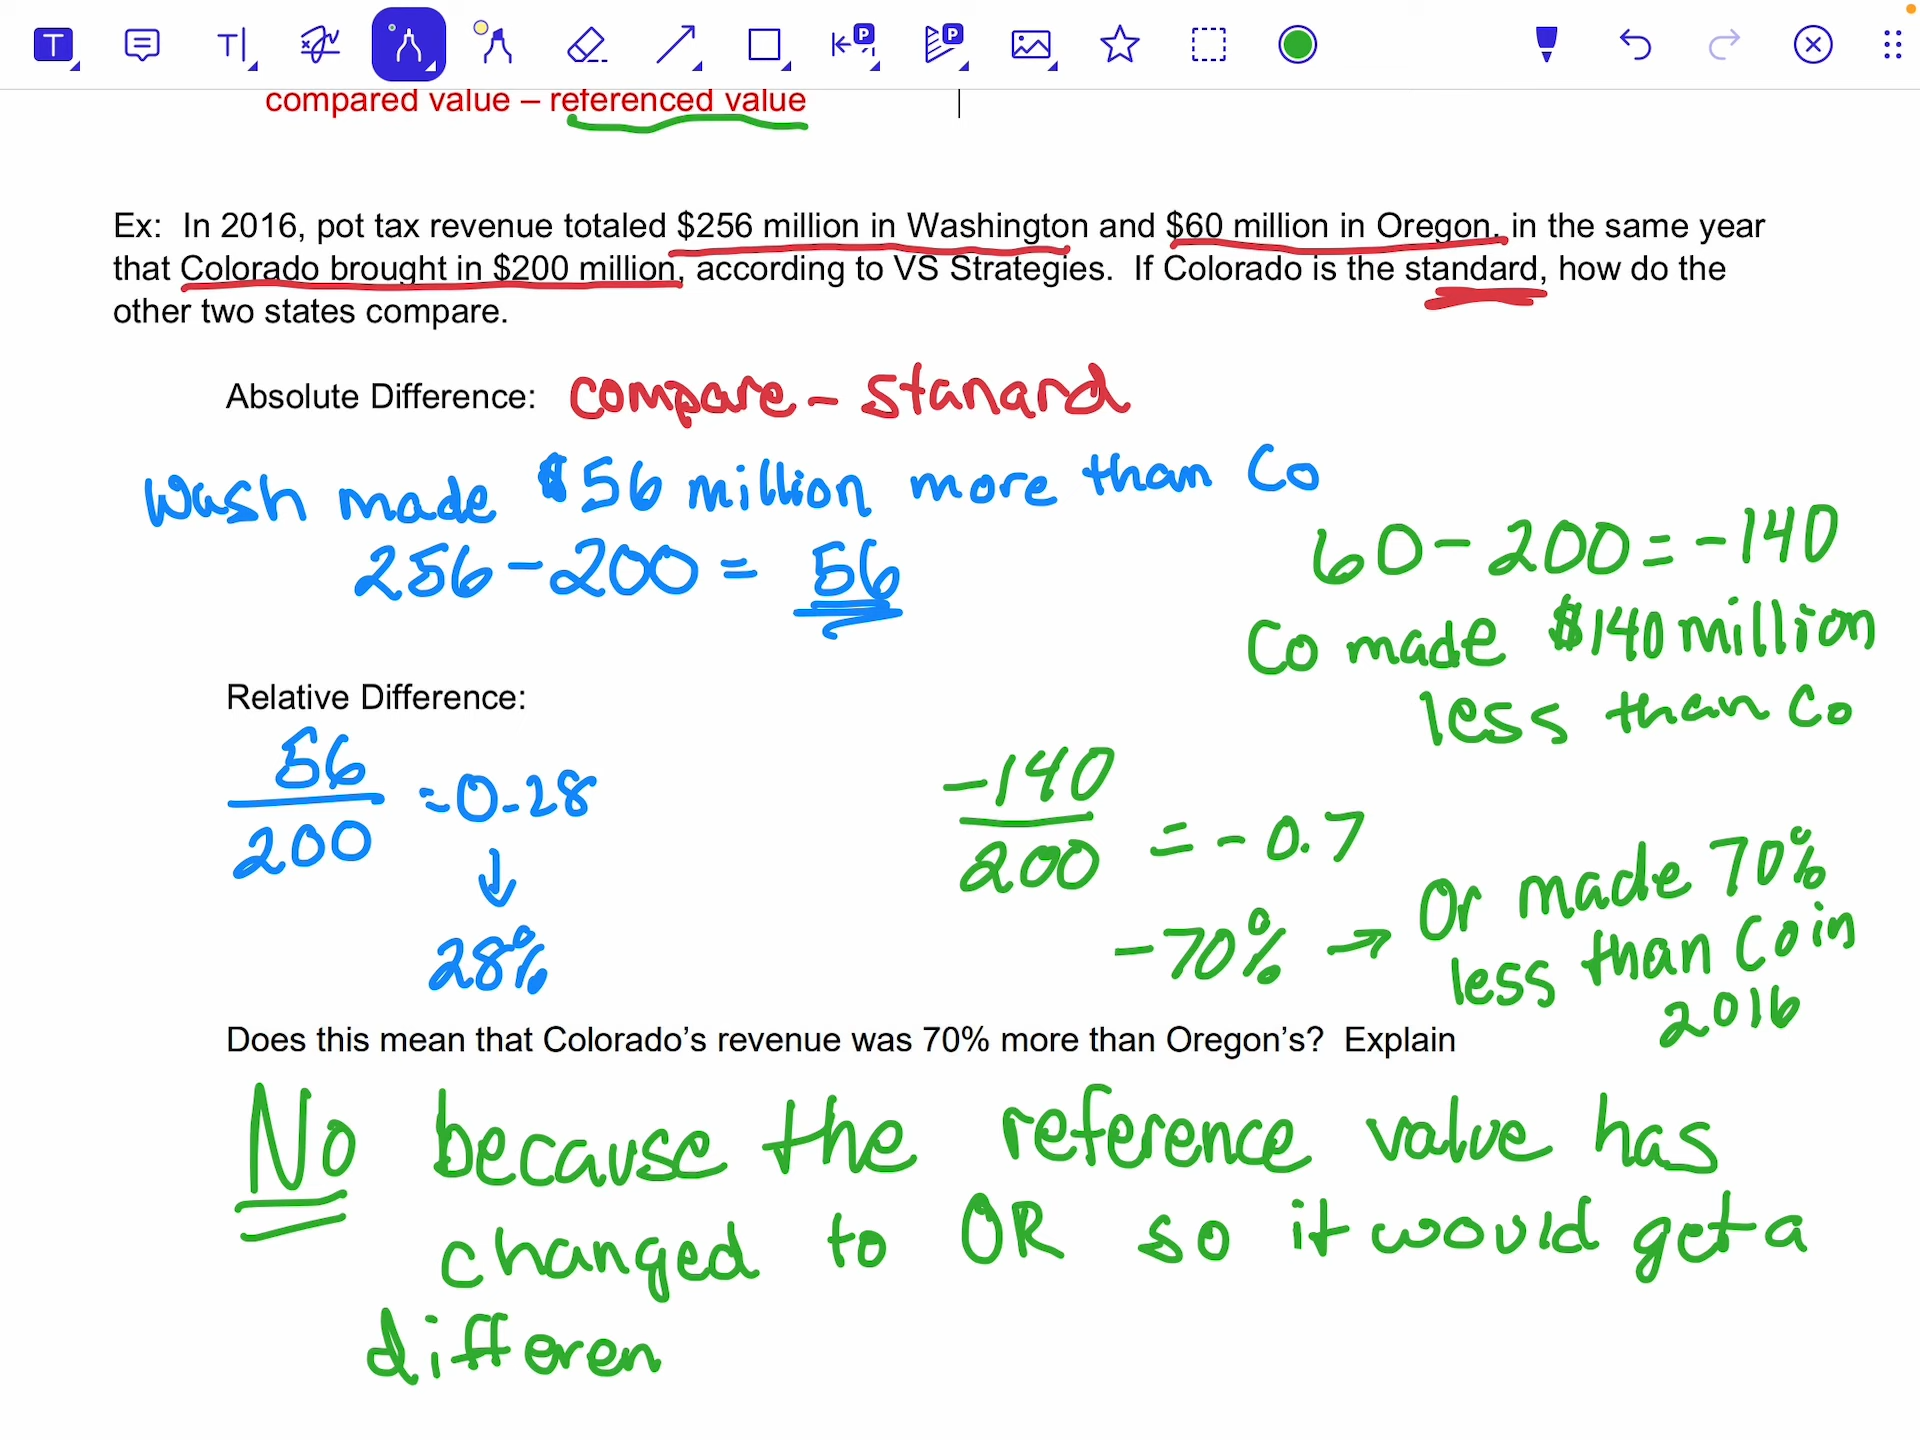 compared value – referenced value
Ex: In 2016, pot tax revenue totaled $256 million in Washington and $60 million in Oregon. in the same year
that Colorado brought in $200 million, according to VS Strategies. If Colorado is the standard, how do the
other two states compare.
Absolute Difference: compare - stanard
Wash made $56 million more than Co
256 - 200 = 56
60 - 200 = -140
Co made $140 million
less than Co
Relative Difference:
56
200
= 0.28
↓
28%
-140
200
= - 0.7
-70% → Or made 70%
less than Co in
2016
Does this mean that Colorado’s revenue was 70% more than Oregon’s? Explain
No because the reference value has
changed to OR so it would get a
differen